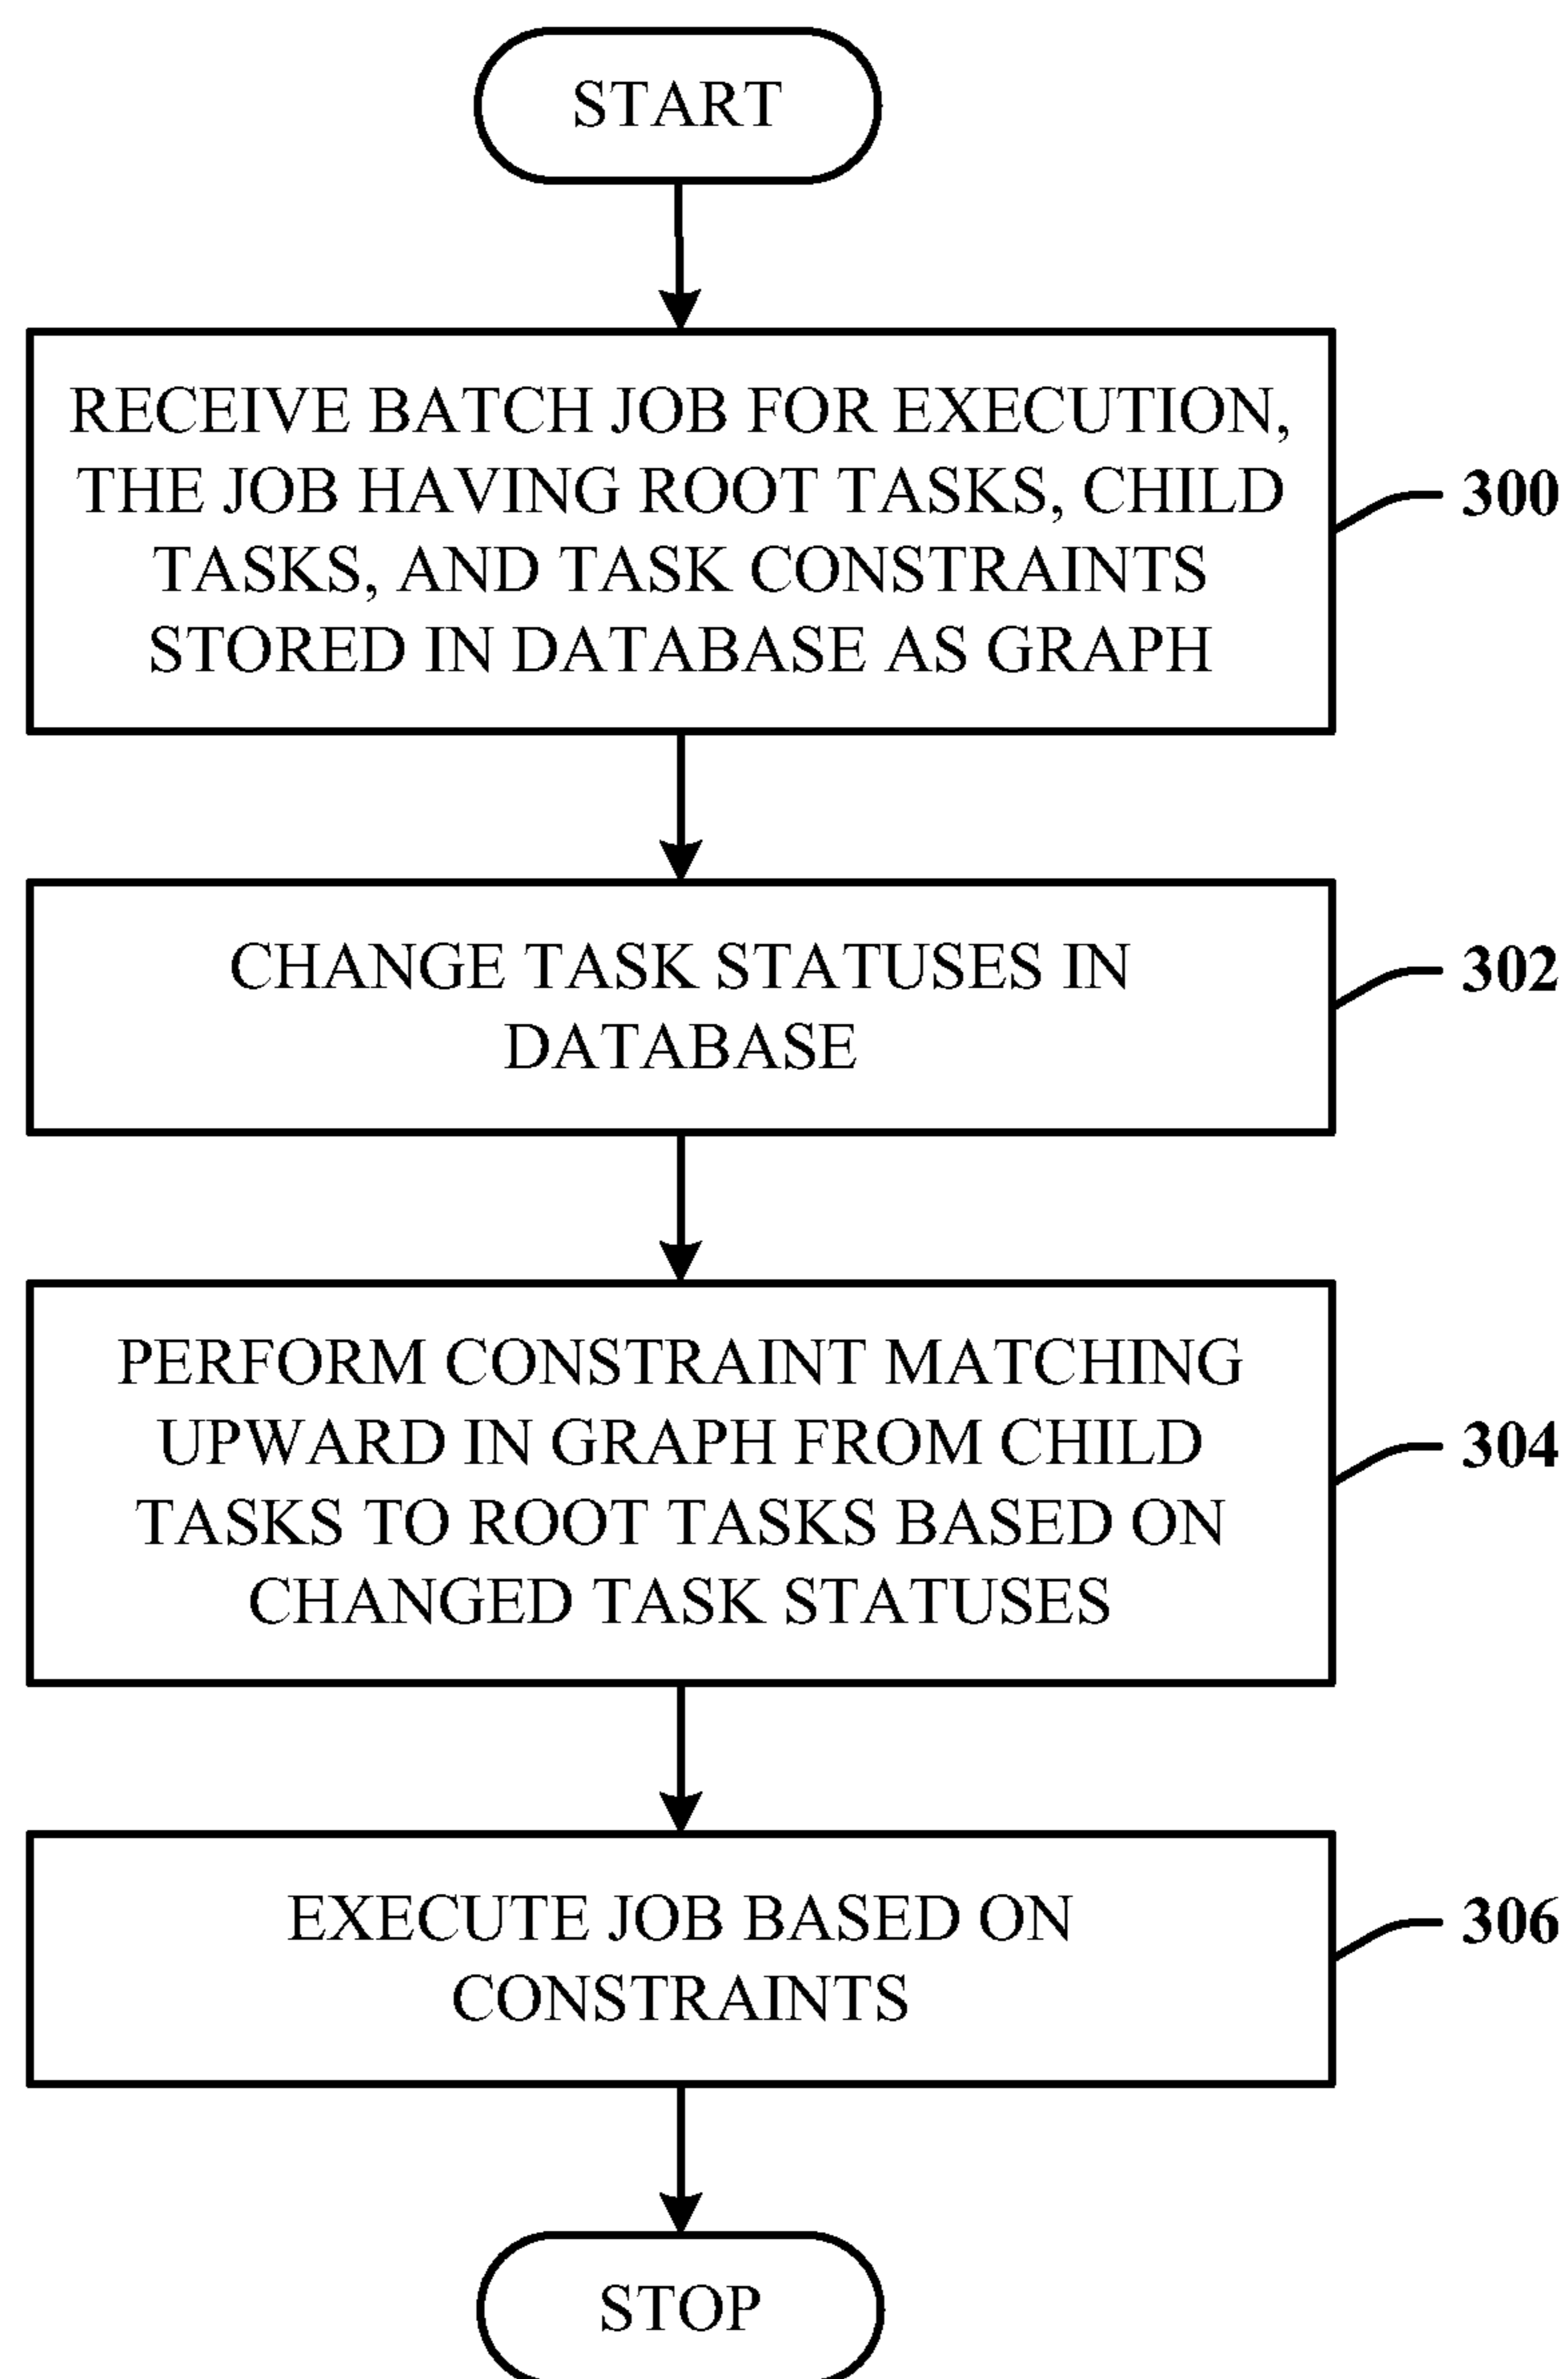 START
RECEIVE BATCH JOB FOR EXECUTION,
THE JOB HAVING ROOT TASKS, CHILD
TASKS, AND TASK CONSTRAINTS
STORED IN DATABASE AS GRAPH
300
CHANGE TASK STATUSES IN
DATABASE
302
PERFORM CONSTRAINT MATCHING
UPWARD IN GRAPH FROM CHILD
TASKS TO ROOT TASKS BASED ON
CHANGED TASK STATUSES
304
EXECUTE JOB BASED ON
CONSTRAINTS
306
STOP